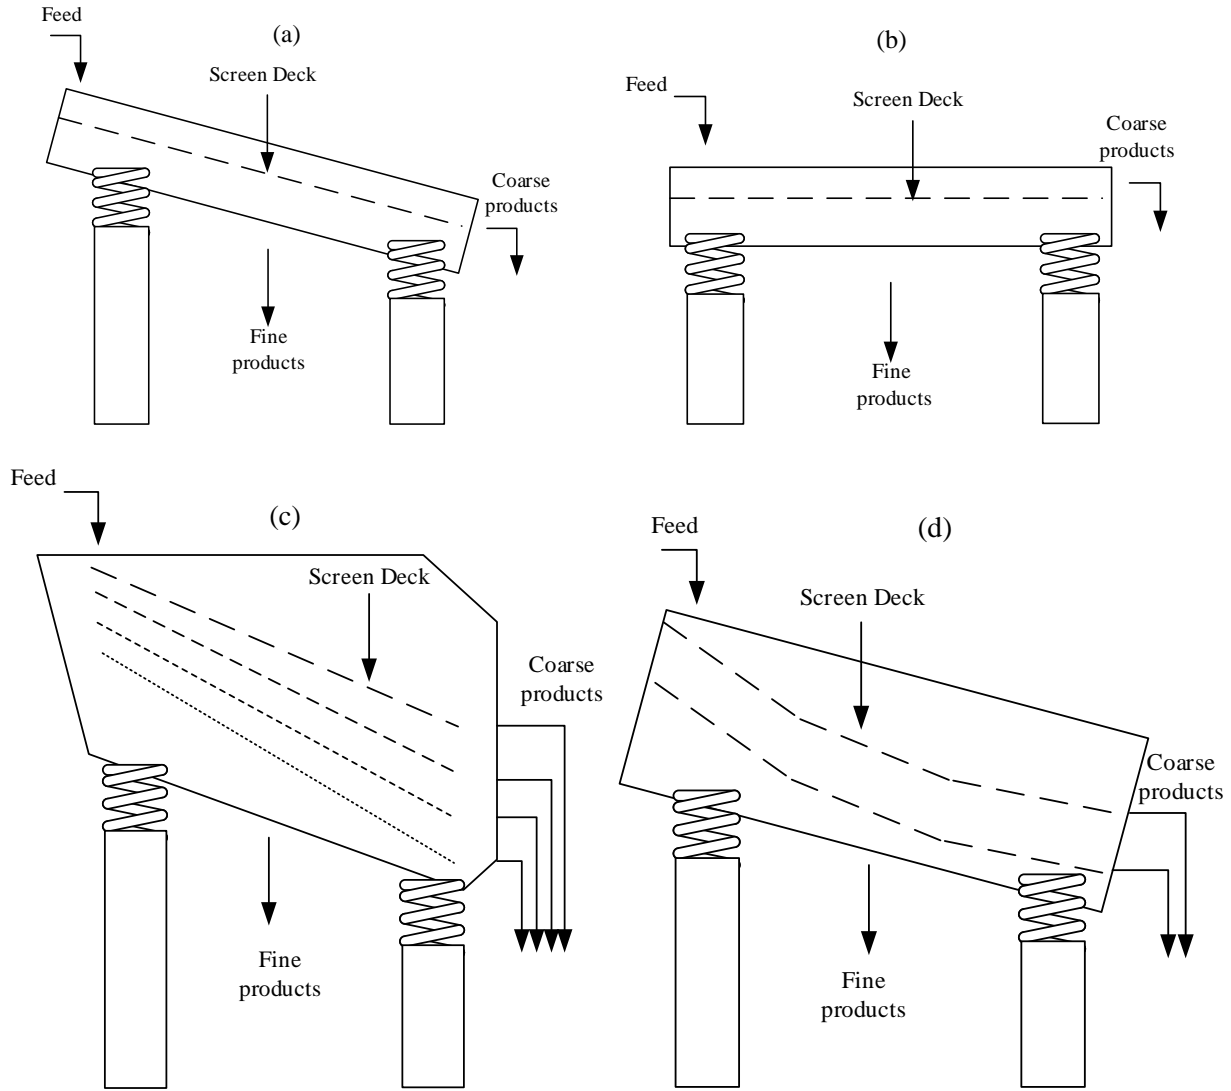 Feed
(a)
Screen Deck
Coarse
products
Fine
products
(b)
Feed
Screen Deck
Coarse
products
Fine
products
Feed
(c)
Screen Deck
Coarse
products
Fine
products
Feed
(d)
Screen Deck
Coarse
products
Fine
products